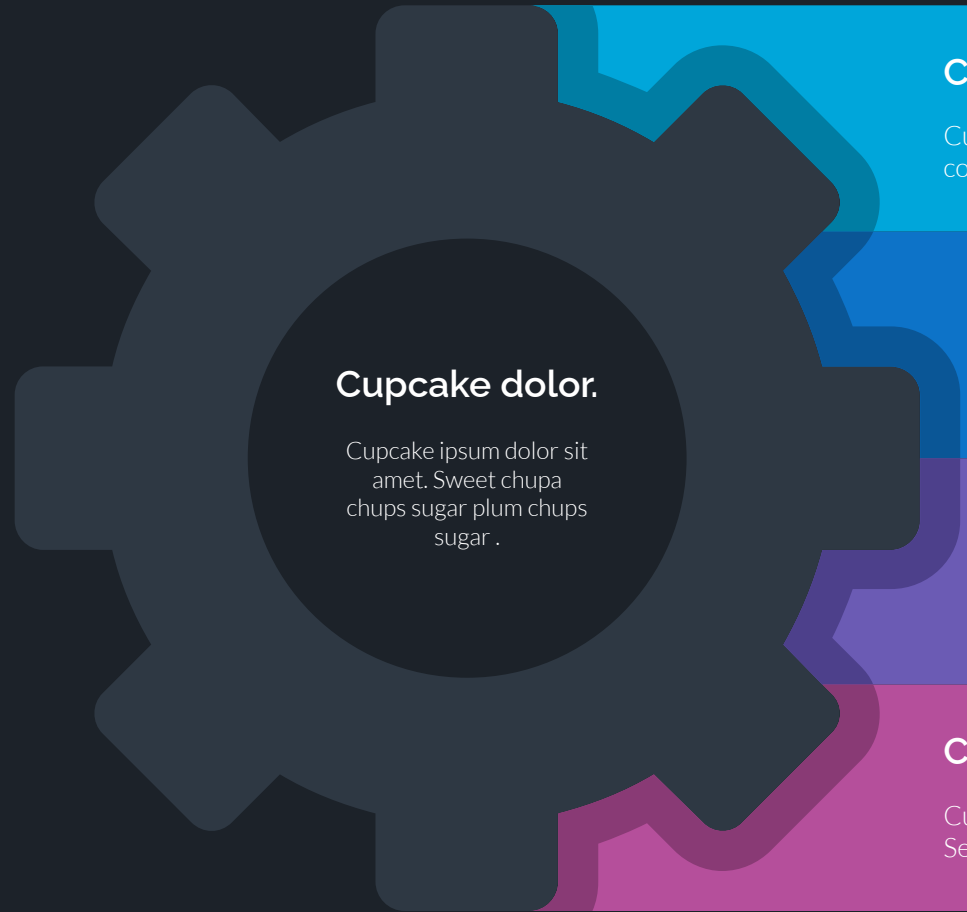 Cupcake dolor.
Cupcake ipsum dolor sit
amet. Sweet chupa
chups sugar plum chups
sugar .